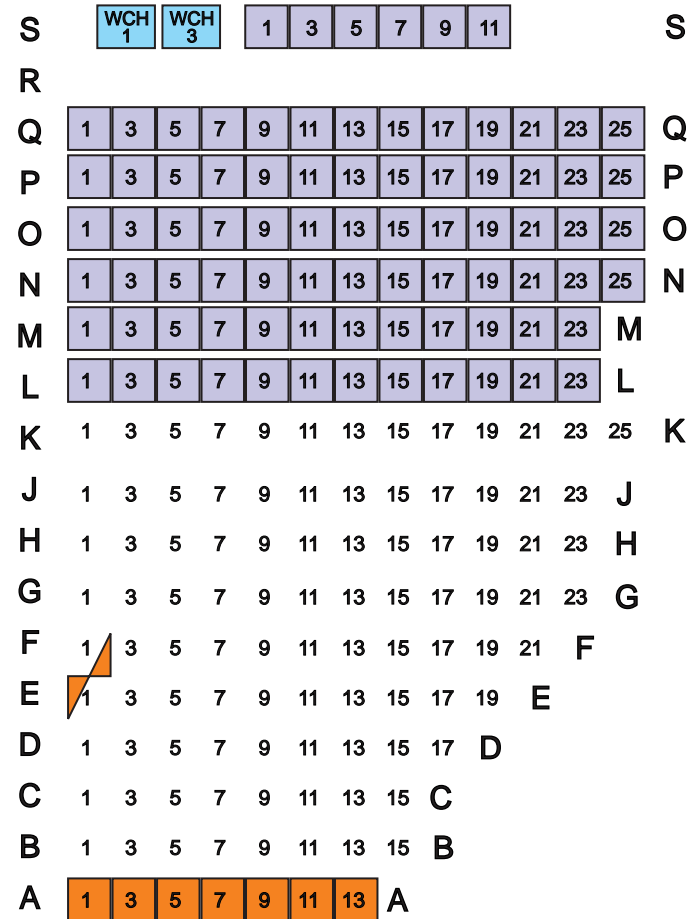 S WCH 1 WCH 3 1 3 5 7 9 11 S
R
Q 1 3 5 7 9 11 13 15 17 19 21 23 25 Q
P 1 3 5 7 9 11 13 15 17 19 21 23 25 P
O 1 3 5 7 9 11 13 15 17 19 21 23 25 O
N 1 3 5 7 9 11 13 15 17 19 21 23 25 N
M 1 3 5 7 9 11 13 15 17 19 21 23 M
L 1 3 5 7 9 11 13 15 17 19 21 23 L
K 1 3 5 7 9 11 13 15 17 19 21 23 25 K
J 1 3 5 7 9 11 13 15 17 19 21 23 J
H 1 3 5 7 9 11 13 15 17 19 21 23 H
G 1 3 5 7 9 11 13 15 17 19 21 23 G
F 1 3 5 7 9 11 13 15 17 19 21 F
E 1 3 5 7 9 11 13 15 17 19 E
D 1 3 5 7 9 11 13 15 17 D
C 1 3 5 7 9 11 13 15 C
B 1 3 5 7 9 11 13 15 B
A 1 3 5 7 9 11 13 A